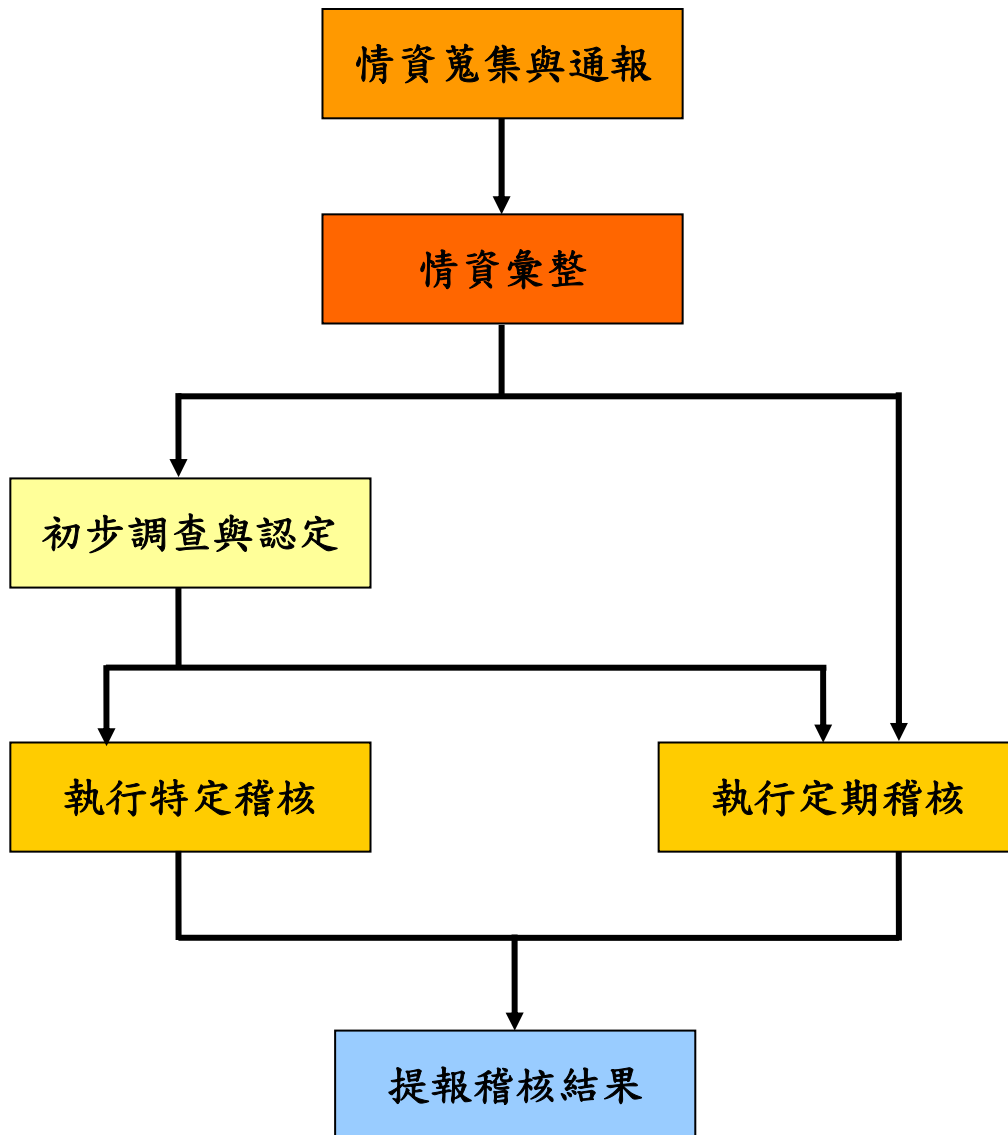 情資蒐集與通報
情資彙整
初步調查與認定
執行特定稽核
執行定期稽核
提報稽核結果